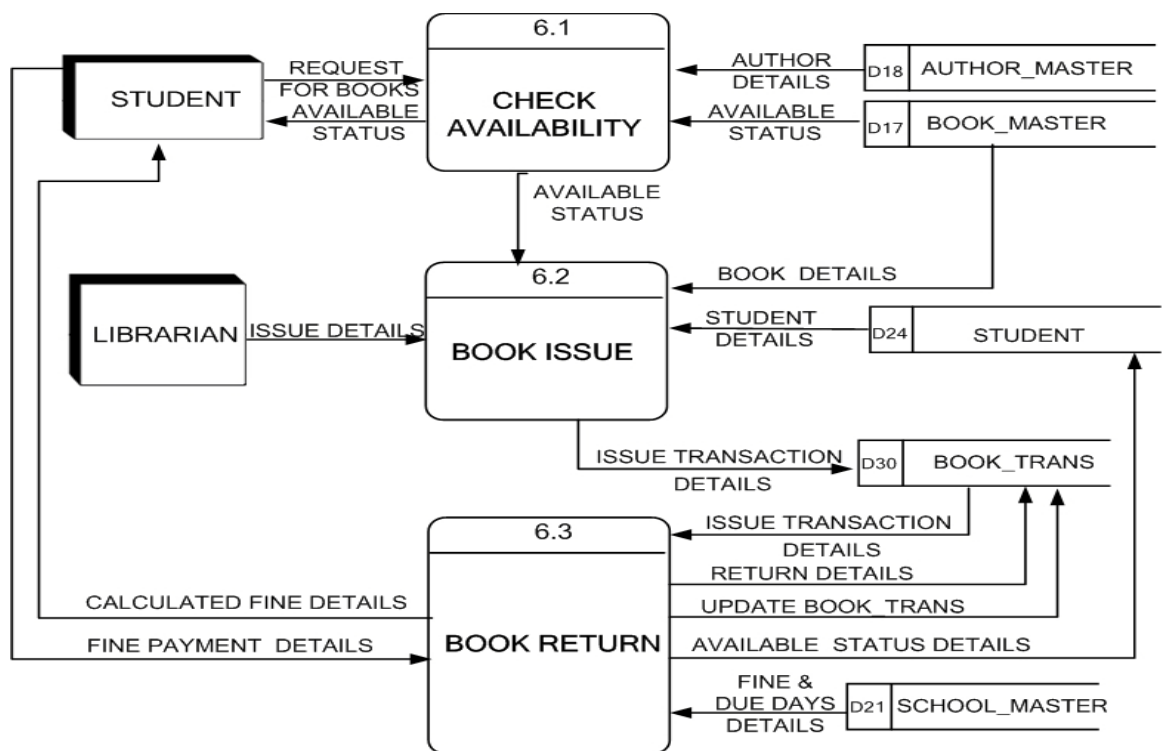 6.1
REQUEST
FOR BOOKS
STUDENT
AVAILABLE
STATUS
CHECK
AVAILABILITY
AUTHOR
DETAILS
D18 AUTHOR_MASTER
AVAILABLE
STATUS
D17 BOOK_MASTER
AVAILABLE
STATUS
6.2
BOOK DETAILS
LIBRARIAN
ISSUE DETAILS
BOOK ISSUE
STUDENT
DETAILS
D24 STUDENT
ISSUE TRANSACTION
DETAILS
D30 BOOK_TRANS
6.3
ISSUE TRANSACTION
DETAILS
RETURN DETAILS
CALCULATED FINE DETAILS
UPDATE BOOK_TRANS
FINE PAYMENT DETAILS
BOOK RETURN
AVAILABLE STATUS DETAILS
FINE &
DUE DAYS
DETAILS
D21 SCHOOL_MASTER